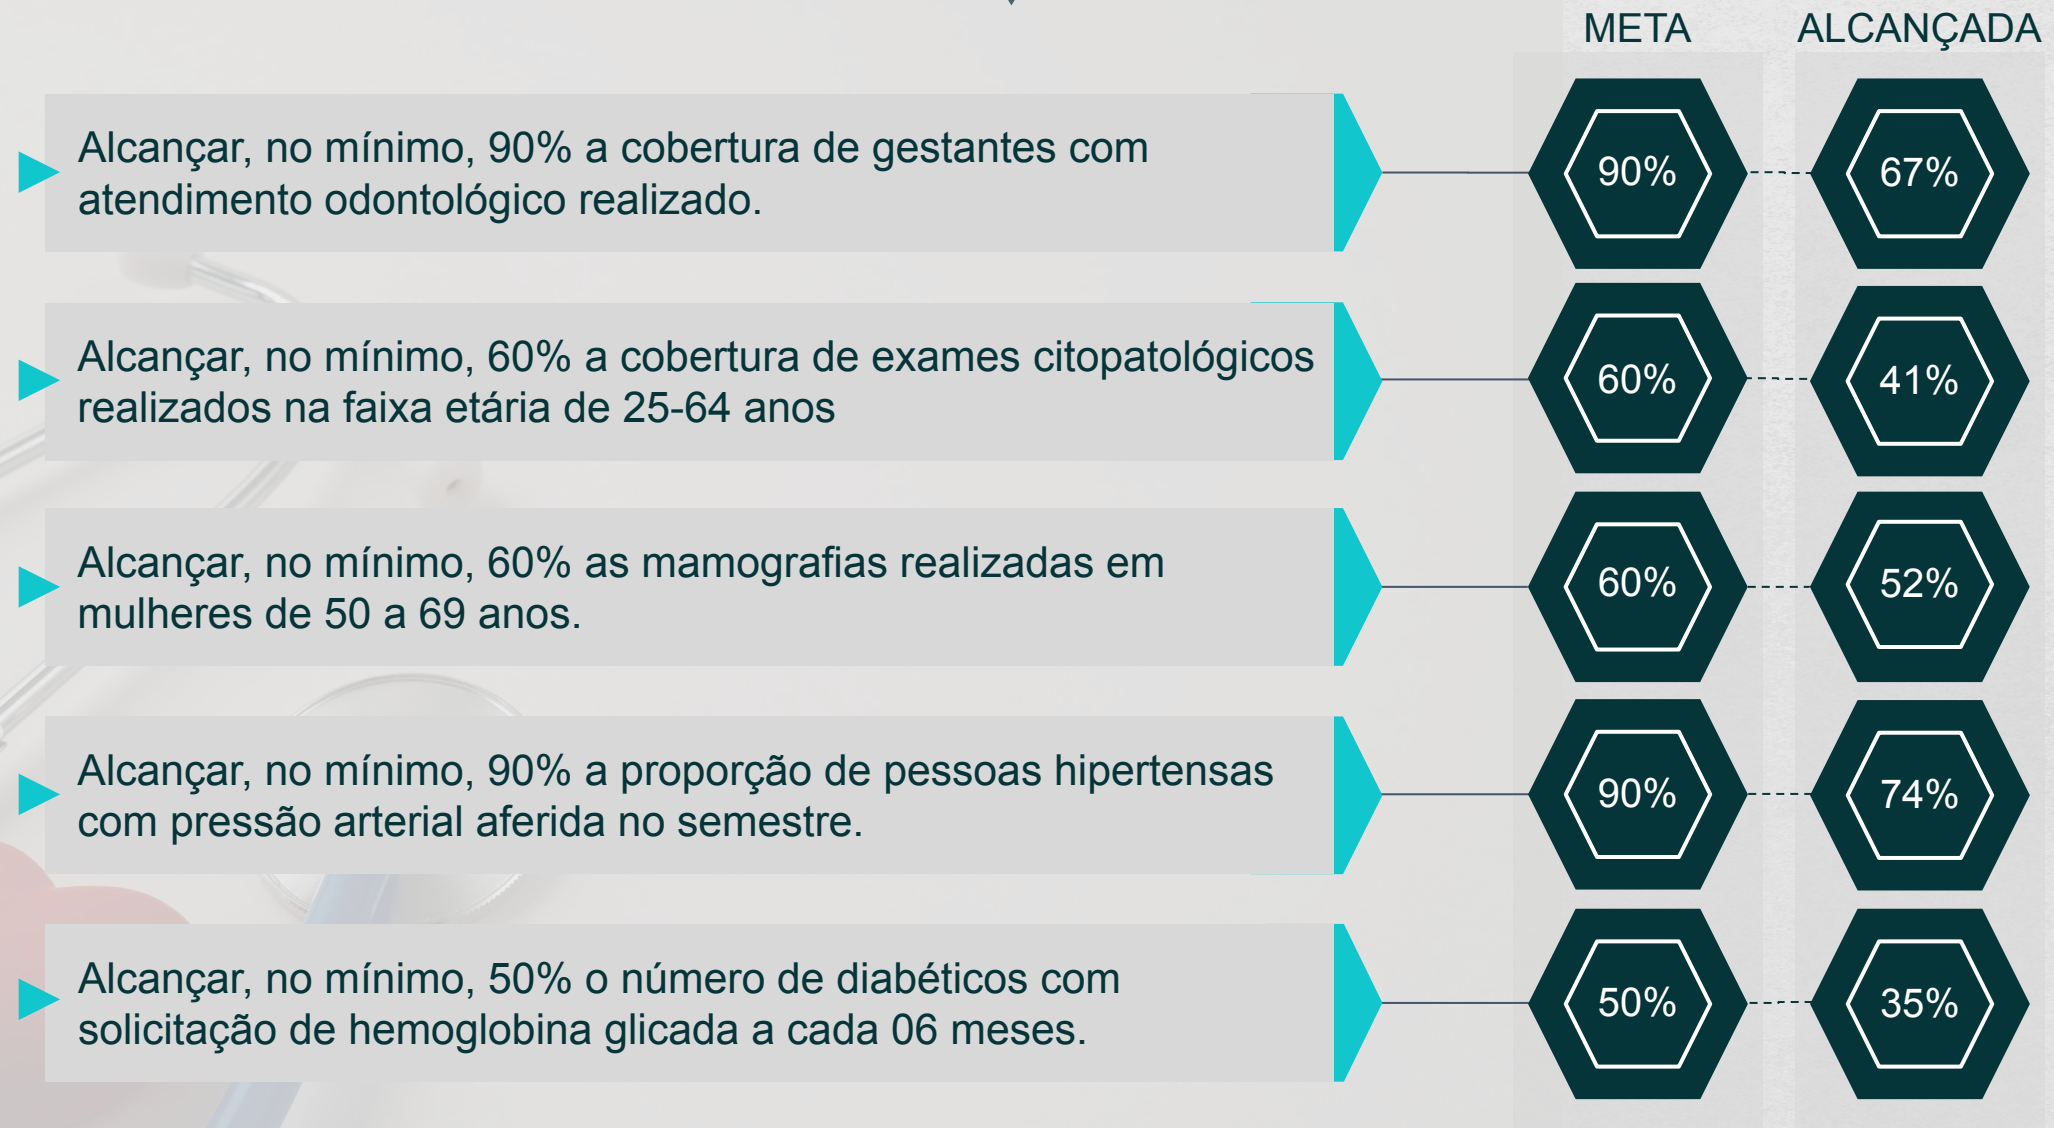 META ALCANÇADA
Alcançar, no mínimo, 90% a cobertura de gestantes com
atendimento odontológico realizado.
90% 67%
Alcançar, no mínimo, 60% a cobertura de exames citopatológicos
realizados na faixa etária de 25-64 anos
60% 41%
Alcançar, no mínimo, 60% as mamografias realizadas em
mulheres de 50 a 69 anos.
60% 52%
Alcançar, no mínimo, 90% a proporção de pessoas hipertensas
com pressão arterial aferida no semestre.
90% 74%
Alcançar, no mínimo, 50% o número de diabéticos com
solicitação de hemoglobina glicada a cada 06 meses.
50% 35%